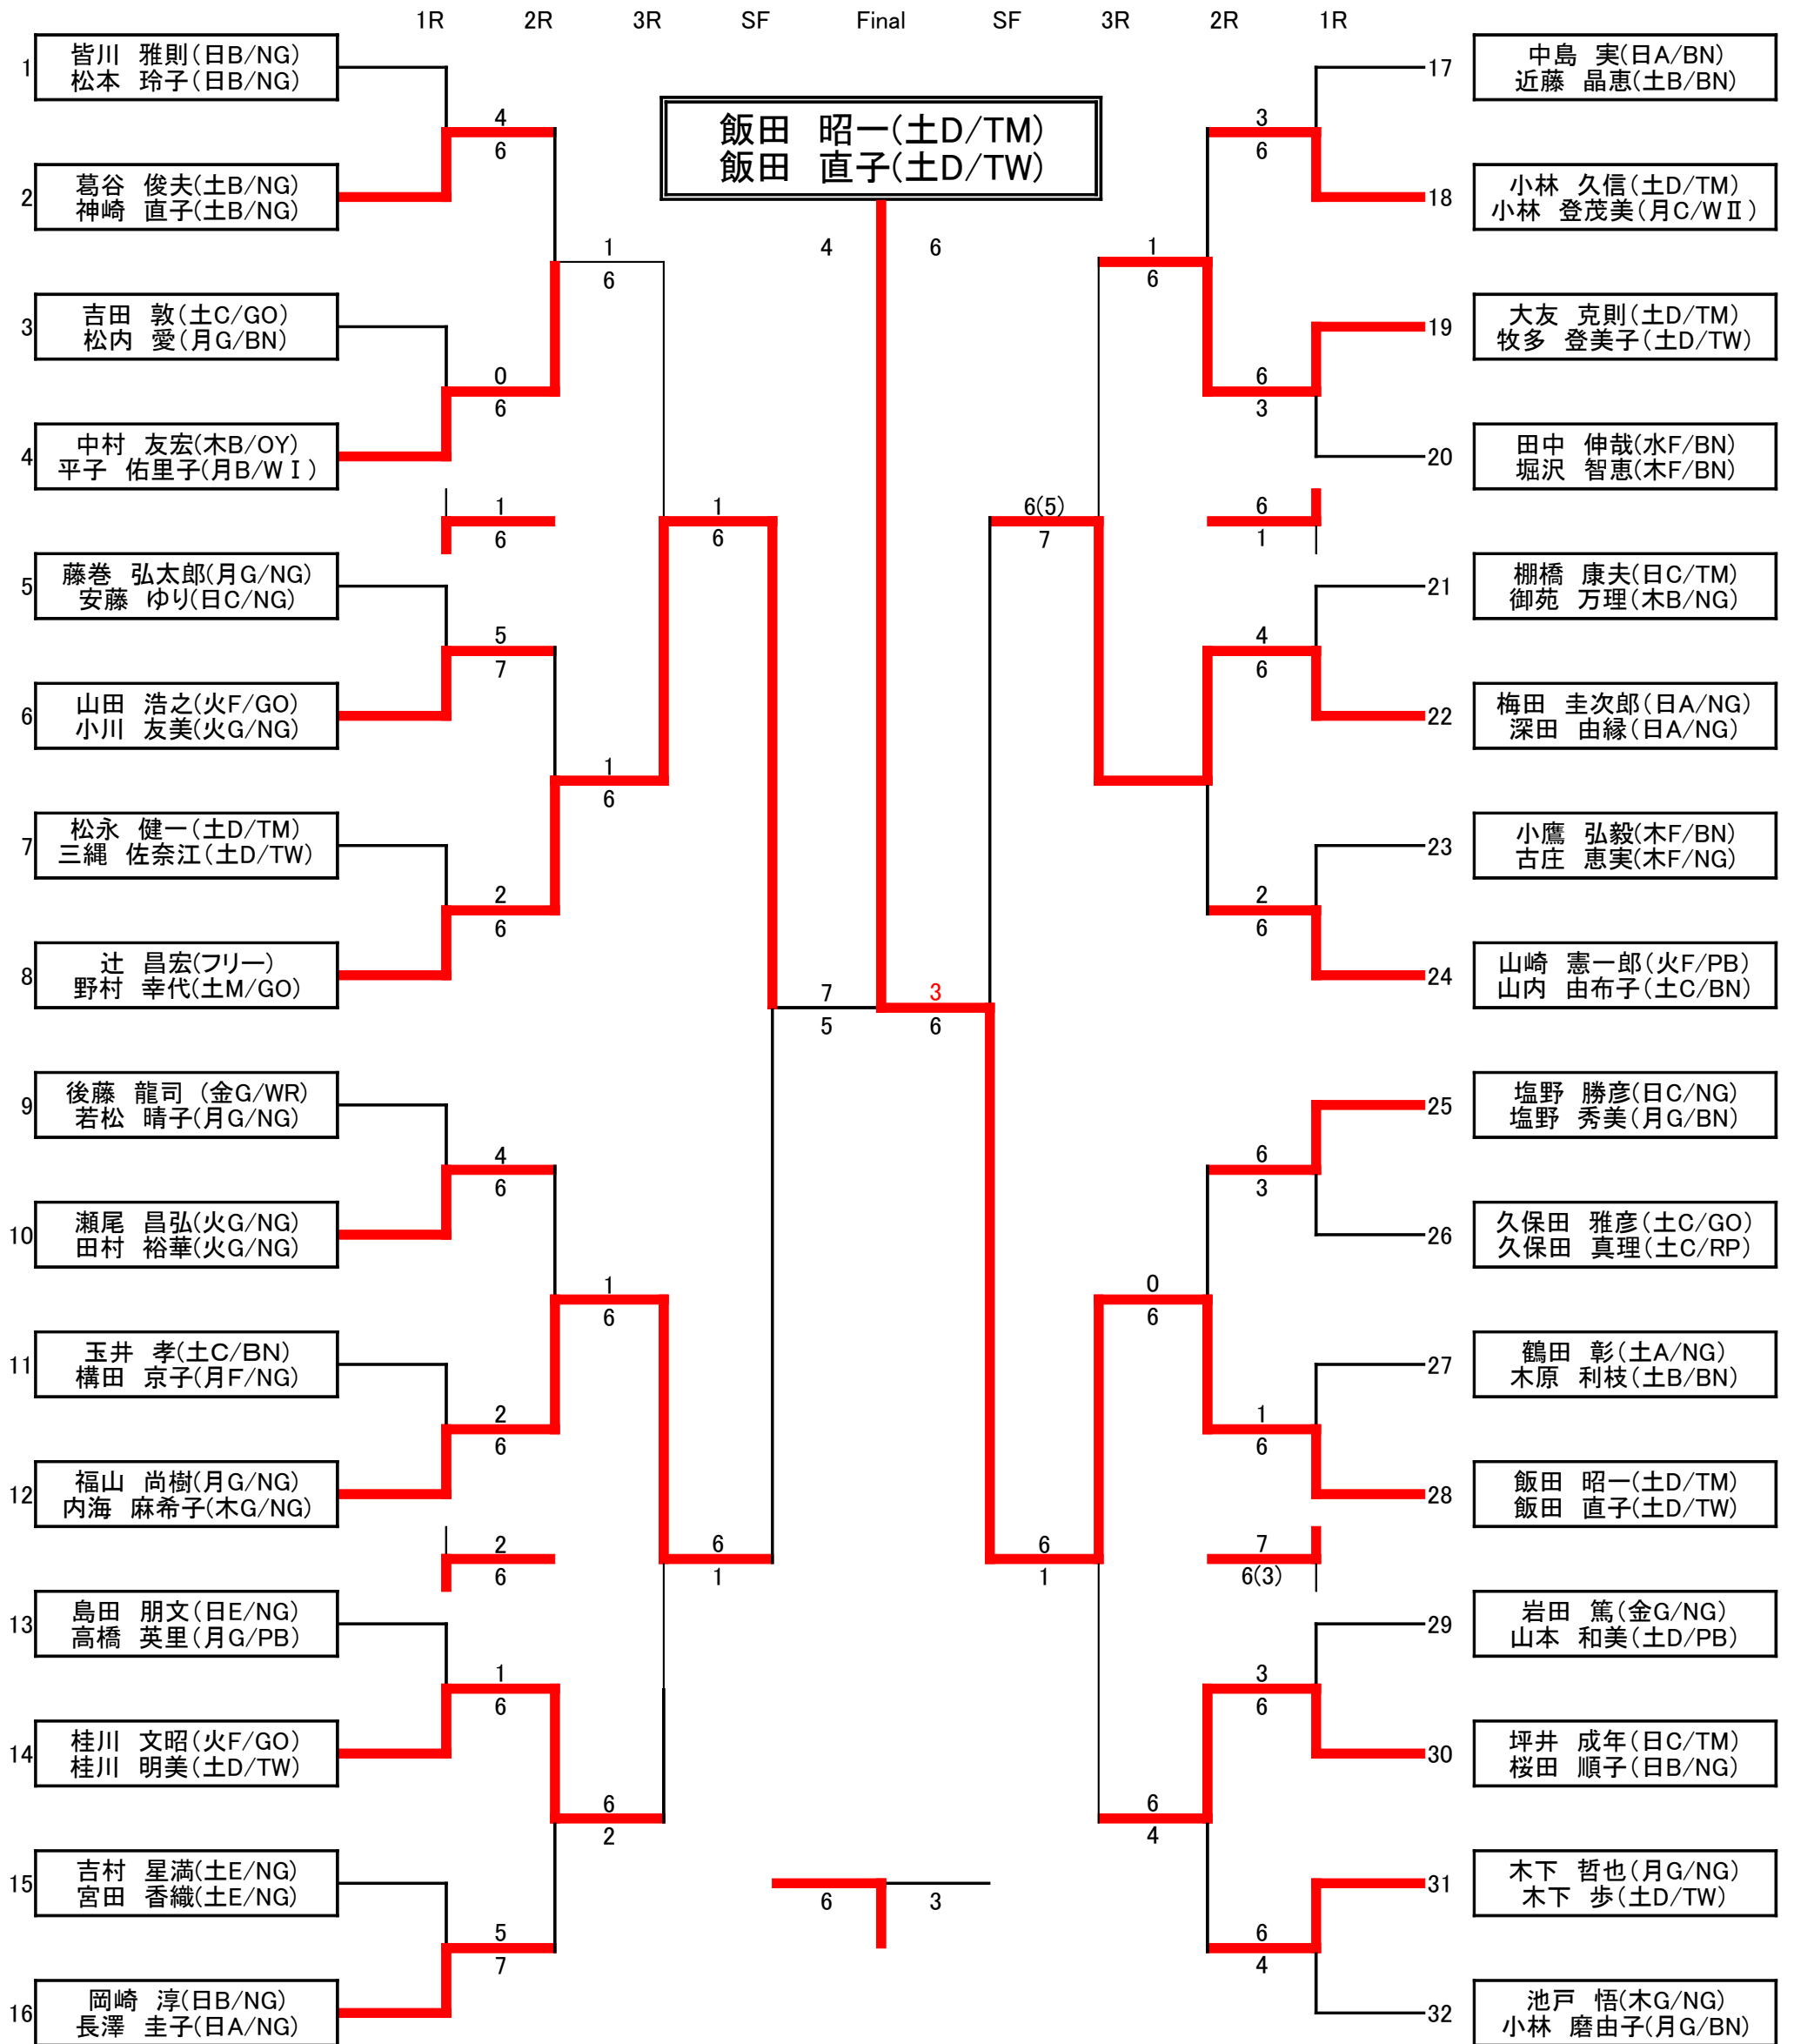 1R 2R 3R SF Final SF 3R 2R 1R
1
皆川 雅則(日B/NG)
松本 玲子(日B/NG)
2
葛谷 俊夫(土B/NG)
神崎 直子(土B/NG)
3
吉田 敦(土C/GO)
松内 愛(月G/BN)
4
中村 友宏(木B/OY)
平子 佑里子(月B/WⅠ)
5
藤巻 弘太郎(月G/NG)
安藤 ゆり(日C/NG)
6
山田 浩之(火F/GO)
小川 友美(火G/NG)
7
松永 健一(土D/TM)
三縄 佐奈江(土D/TW)
8
辻 昌宏(フリー)
野村 幸代(土M/GO)
9
後藤 龍司 (金G/WR)
若松 晴子(月G/NG)
10
瀬尾 昌弘(火G/NG)
田村 裕華(火G/NG)
11
玉井 孝(土C/BN)
構田 京子(月F/NG)
12
福山 尚樹(月G/NG)
内海 麻希子(木G/NG)
13
島田 朋文(日E/NG)
高橋 英里(月G/PB)
14
桂川 文昭(火F/GO)
桂川 明美(土D/TW)
15
吉村 星満(土E/NG)
宮田 香織(土E/NG)
16
岡崎 淳(日B/NG)
長澤 圭子(日A/NG)
4
6
0
6
1
6
5
7
2
6
4
6
2
6
2
6
1
6
5
7
1
6
1
6
1
6
6
2
1
6
6
1
飯田 昭一(土D/TM)
飯田 直子(土D/TW)
4 6
7
5
3
6
6 3
6(5)
7
6
1
1
6
0
6
6
4
3
6
6
3
6
1
4
6
2
6
6
3
1
6
7
6(3)
3
6
6
4
17
中島 実(日A/BN)
近藤 晶恵(土B/BN)
18
小林 久信(土D/TM)
小林 登茂美(月C/WⅡ)
19
大友 克則(土D/TM)
牧多 登美子(土D/TW)
20
田中 伸哉(水F/BN)
堀沢 智恵(木F/BN)
21
棚橋 康夫(日C/TM)
御苑 万理(木B/NG)
22
梅田 圭次郎(日A/NG)
深田 由縁(日A/NG)
23
小鷹 弘毅(木F/BN)
古庄 恵実(木F/NG)
24
山崎 憲一郎(火F/PB)
山内 由布子(土C/BN)
25
塩野 勝彦(日C/NG)
塩野 秀美(月G/BN)
26
久保田 雅彦(土C/GO)
久保田 真理(土C/RP)
27
鶴田 彰(土A/NG)
木原 利枝(土B/BN)
28
飯田 昭一(土D/TM)
飯田 直子(土D/TW)
29
岩田 篤(金G/NG)
山本 和美(土D/PB)
30
坪井 成年(日C/TM)
桜田 順子(日B/NG)
31
木下 哲也(月G/NG)
木下 歩(土D/TW)
32
池戸 悟(木G/NG)
小林 磨由子(月G/BN)